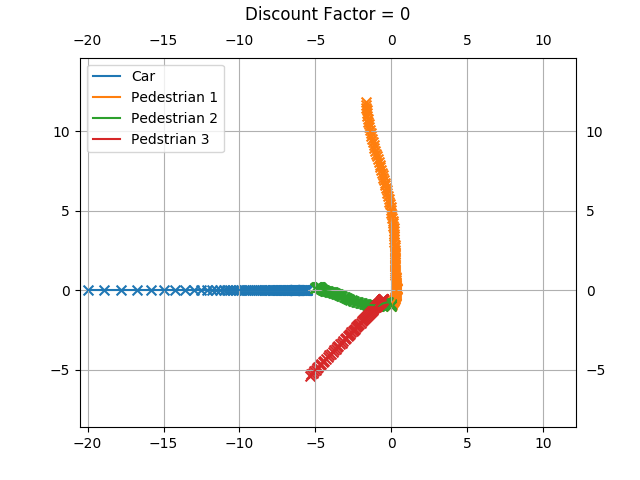 Discount Factor = 0
−20 −15 −10 −5 0 5 10
Car
Pedestrian 1
Pedestrian 2
Pedstrian 3
10 10
5 5
0 0
−5 −5
−20 −15 −10 −5 0 5 10